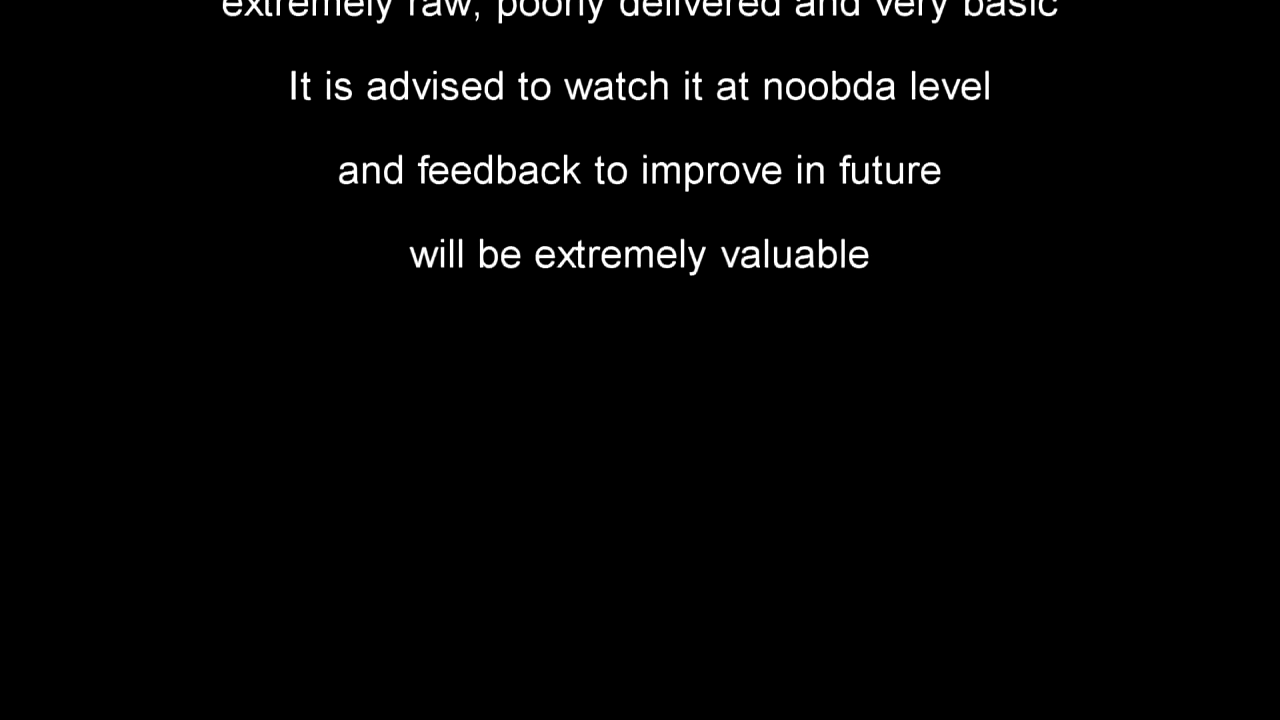 extremely raw, poorly delivered and very basic
It is advised to watch it at noobda level
and feedback to improve in future
will be extremely valuable